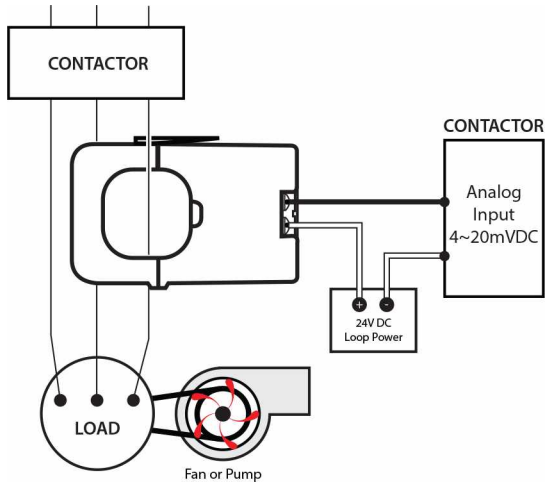 CONTACTOR
CONTACTOR
Analog
Input
4~20mVDC
+ -
24V DC
Loop Power
LOAD
Fan or Pump